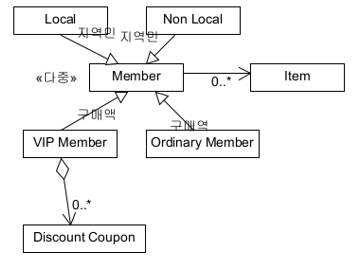 Local
Non Local
지역민
지역민
«다중»
Member
Item
0..*
구매액
구매역
VIP Member
Ordinary Member
0..*
Discount Coupon